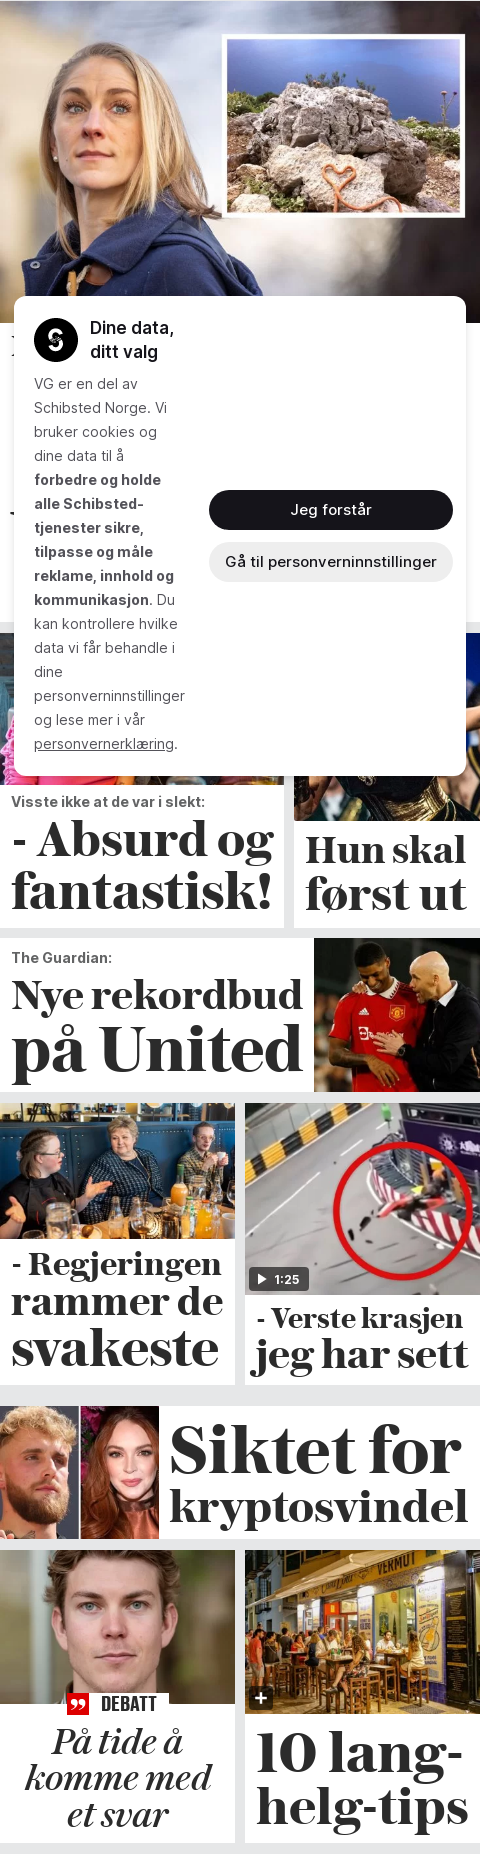 Dine data,
ditt valg
VG er en del av
Schibsted Norge. Vi
bruker cookies og
dine data til å
forbedre og holde
alle Schibsted-
tjenester sikre,
tilpasse og måle
reklame, innhold og
kommunikasjon. Du
kan kontrollere hvilke
data vi får behandle i
dine
personverninnstillinger
og lese mer i vår
personvernerklæring.
Jeg forstår
Gå til personverninnstillinger
Visste ikke at de var i slekt:
- Absurd og
fantastisk!
Hun skal
først ut
The Guardian:
Nye rekordbud
på United
- Regjeringen
rammer de
svakeste
1:25
- Verste krasjen
jeg har sett
Siktet for
kryptosvindel
DEBATT
På tide å
komme med
et svar
VERMUT
10 lang-
helg-tips